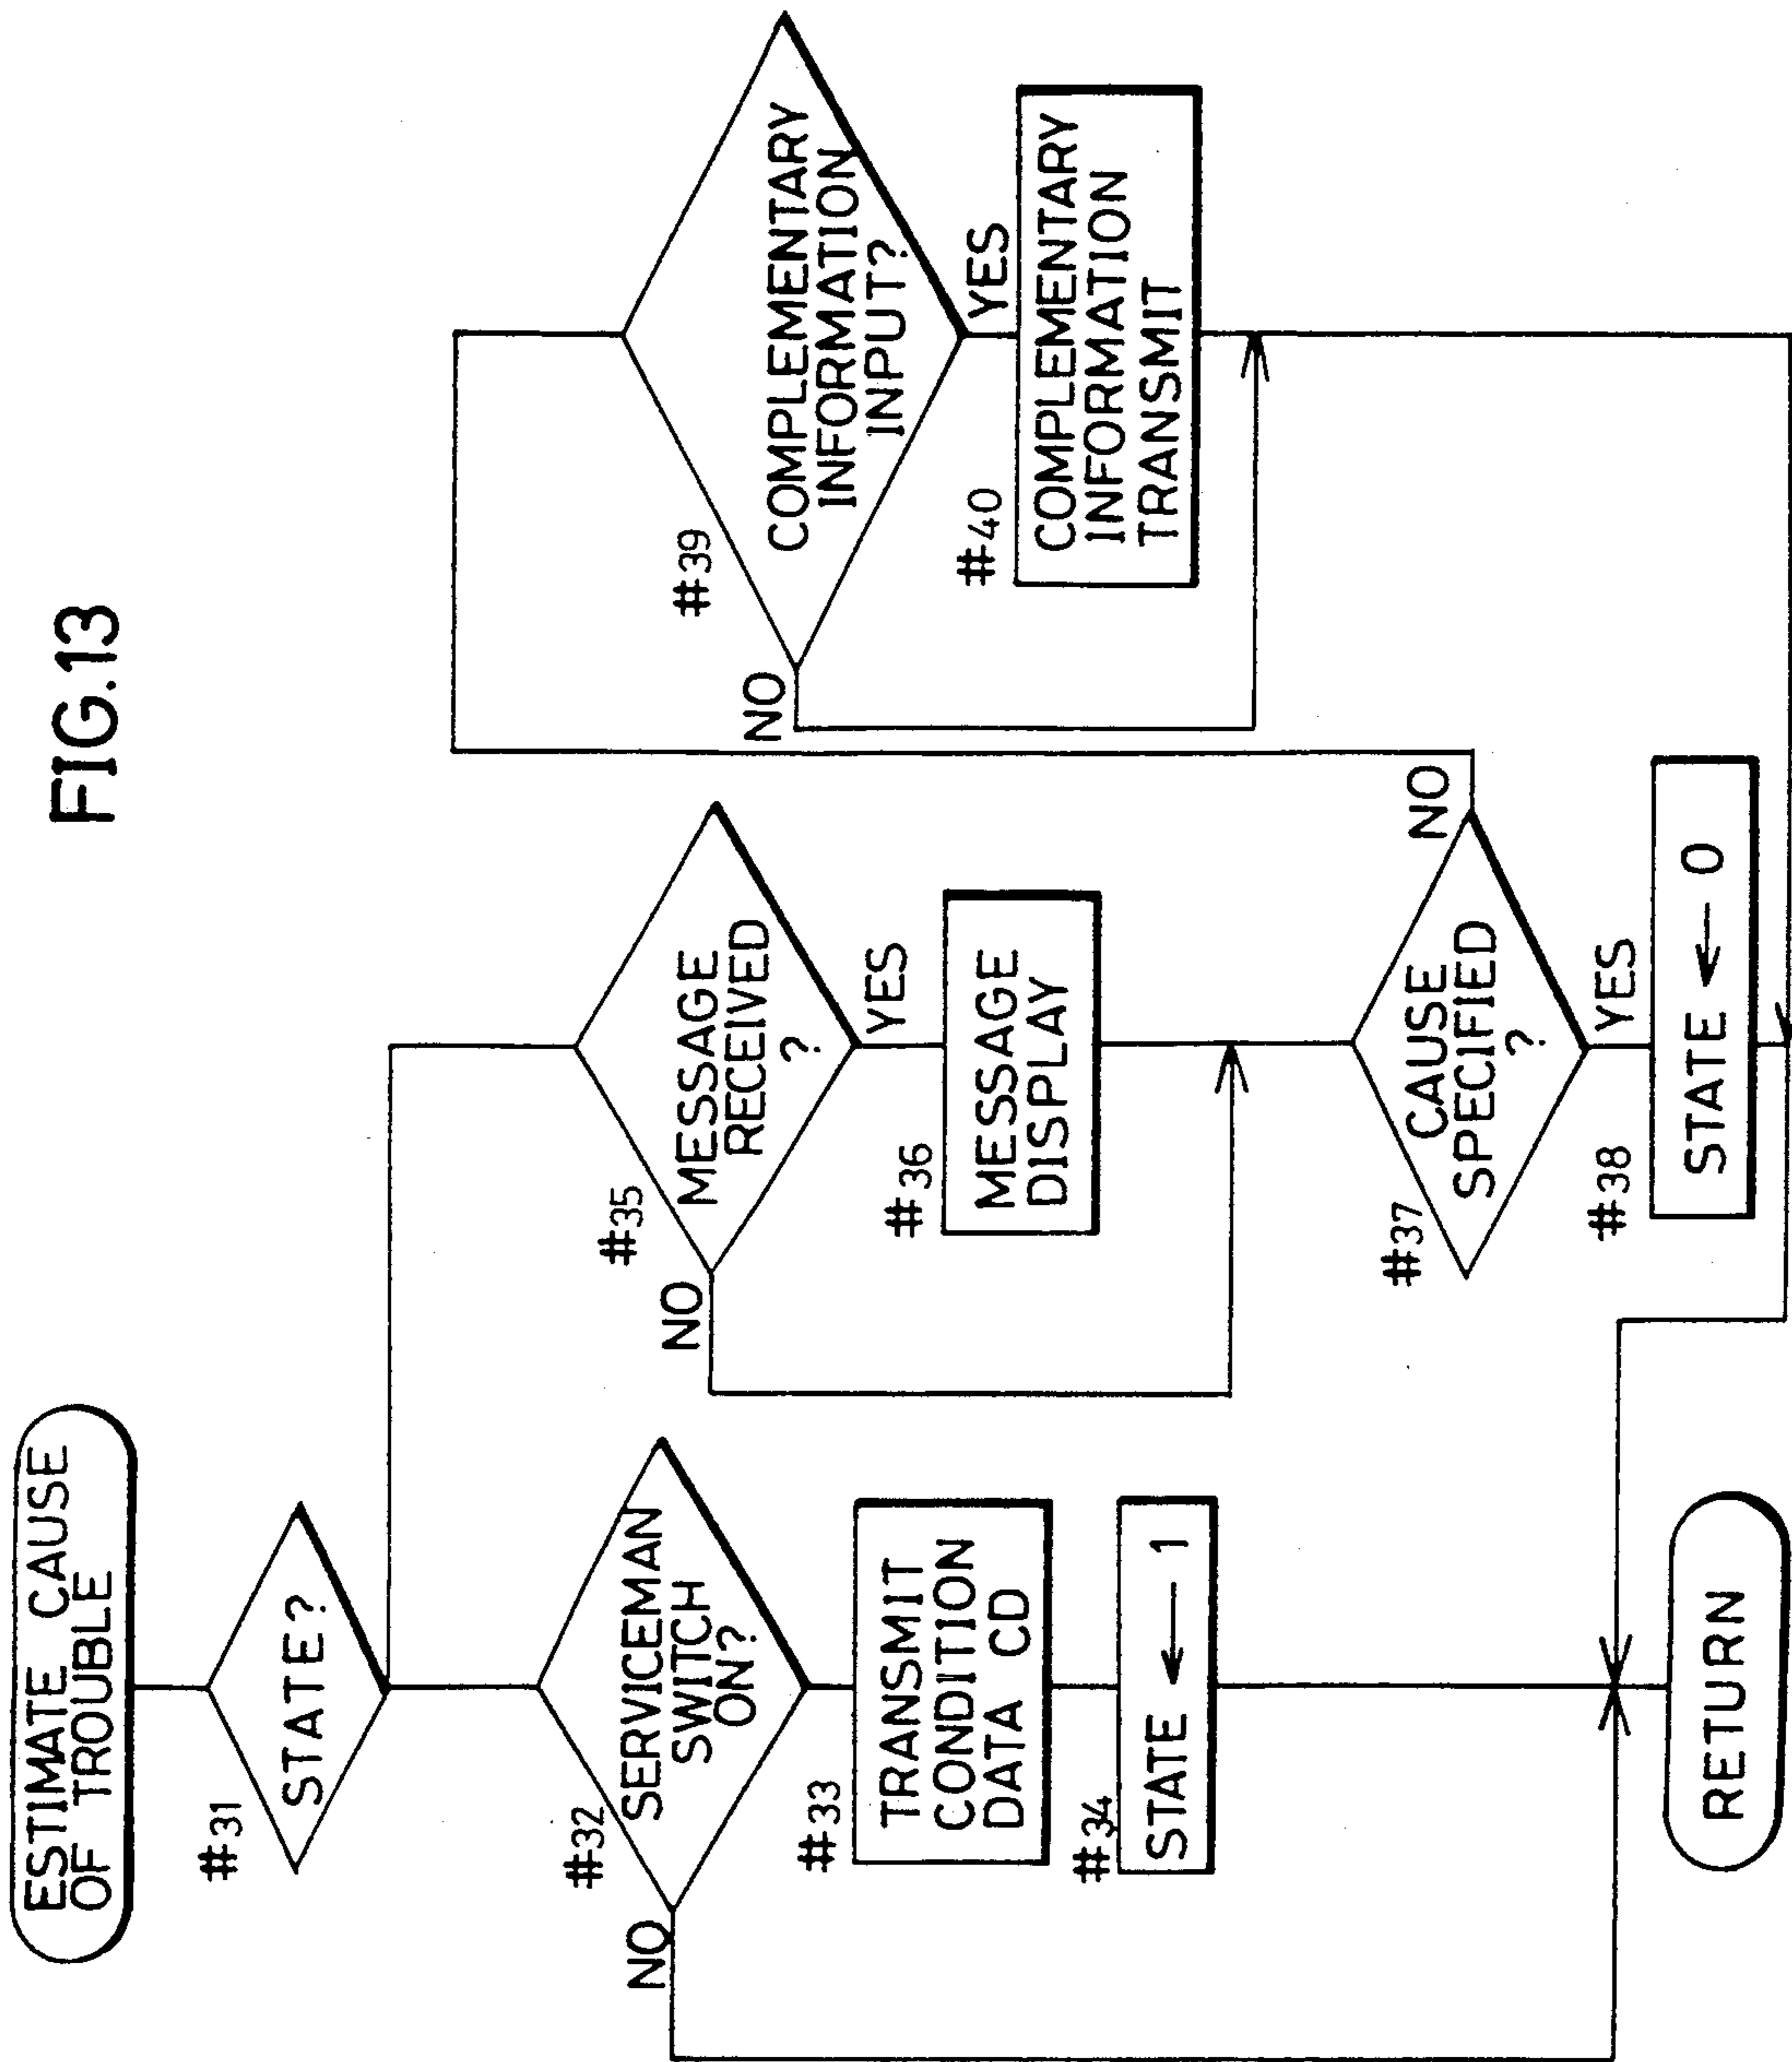 FIG.13
ESTIMATE CAUSE
OF TROUBLE
#31
STATE?
#32
SERVICEMAN
SWITCH
ON?
NO
#33
TRANSMIT
CONDITION
DATA CD
#34
STATE ← 1
RETURN
#35
MESSAGE
RECEIVED
?
NO
YES
#36
MESSAGE
DISPLAY
#37
CAUSE
SPECIFIED
?
NO
YES
#38
STATE ← 0
#39
COMPLEMENTARY
INFORMATION
INPUT?
NO
YES
#40
COMPLEMENTARY
INFORMATION
TRANSMIT